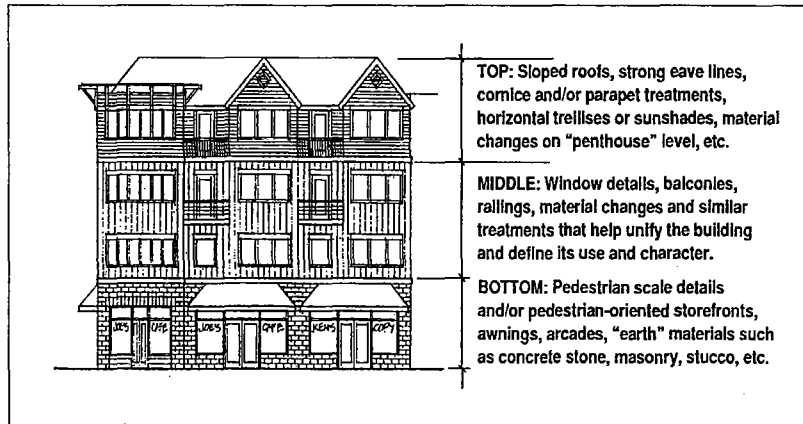 TOP: Sloped roofs, strong eave lines,
cornice and/or parapet treatments,
horizontal trellises or sunshades, material
changes on "penthouse" level, etc.
MIDDLE: Window details, balconies,
railings, material changes and similar
treatments that help unify the building
and define its use and character.
BOTTOM: Pedestrian scale details
and/or pedestrian-oriented storefronts,
awnings, arcades, "earth" materials such
as concrete stone, masonry, stucco, etc.
JOE'S CAFE JOE'S CAFE KEN'S COPY